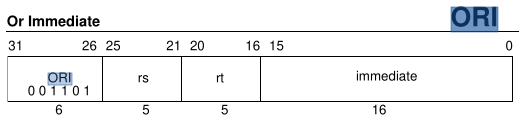 Or Immediate ORI
31 26 25 21 20 16 15 0
ORI rs rt immediate
0 0 1 1 0 1
6 5 5 16